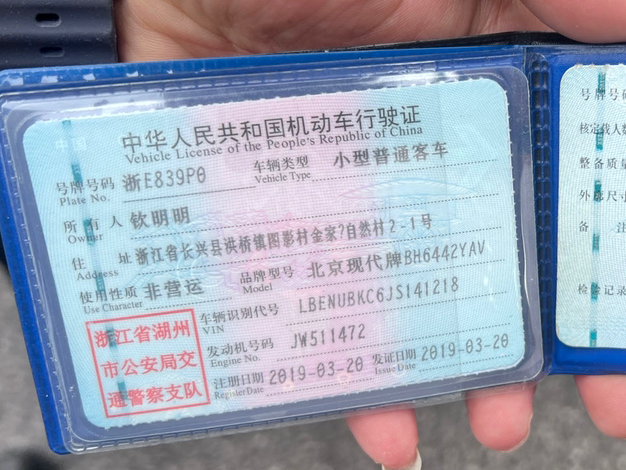 中华人民共和国机动车行驶证
Vehicle License of the People's Republic of China
号牌号码 浙E839P0 车辆类型 小型普通客车
Plate No. Vehicle Type
所有人 钦明明
Owner
住址 浙江省长兴县洪桥镇图影村金家?自然村2-1号
Address
使用性质 非营运 品牌型号 北京现代牌BH6442YAV
Use Character Model
车辆识别代号 LBENUBKC6JS141218
VIN
发动机号码 JW511472
Engine No.
注册日期 2019-03-20 发证日期 2019-03-20
Register Date Issue Date
浙江省湖州
市公安局交
通警察支队
号牌号码
核定载人数
整备质量
外廓尺寸
备注
检验记录